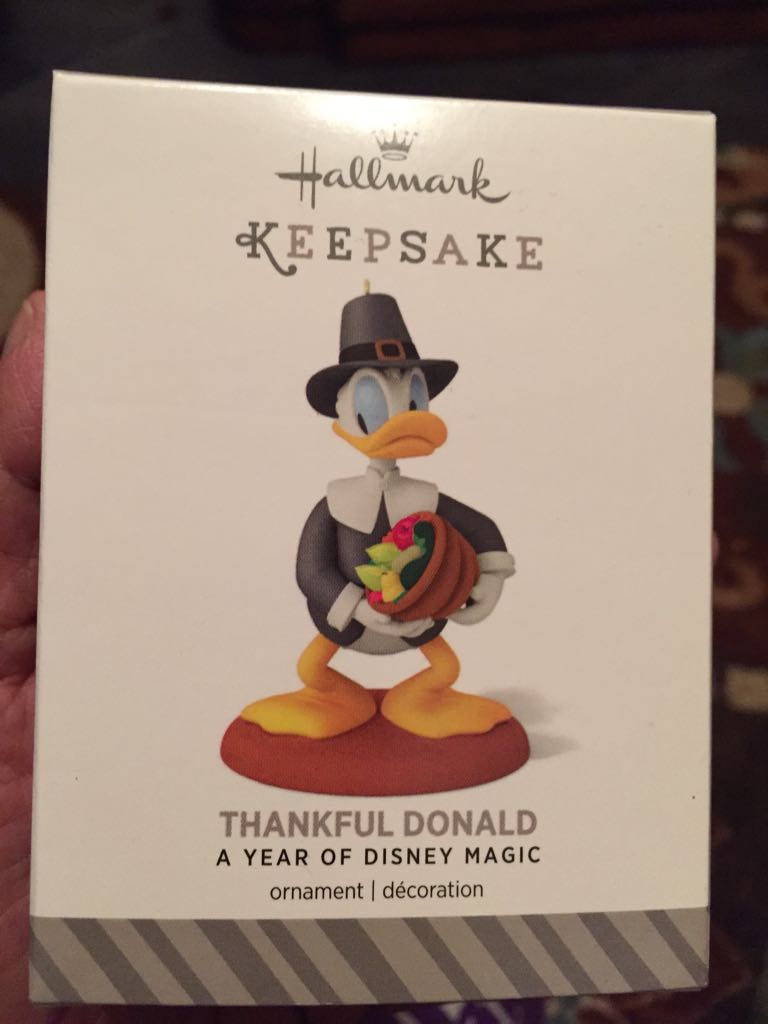 Hallmark
KEEPSAKE
THANKFUL DONALD
A YEAR OF DISNEY MAGIC
ornament | décoration